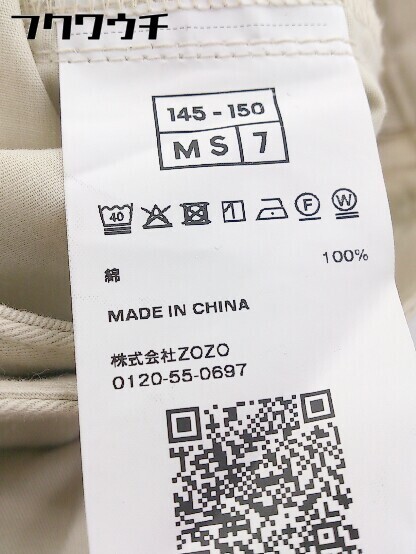 フクワウチ
145-150
MS 7
40 F W
綿 100%
MADE IN CHINA
株式会社ZOZO
0120-55-0697